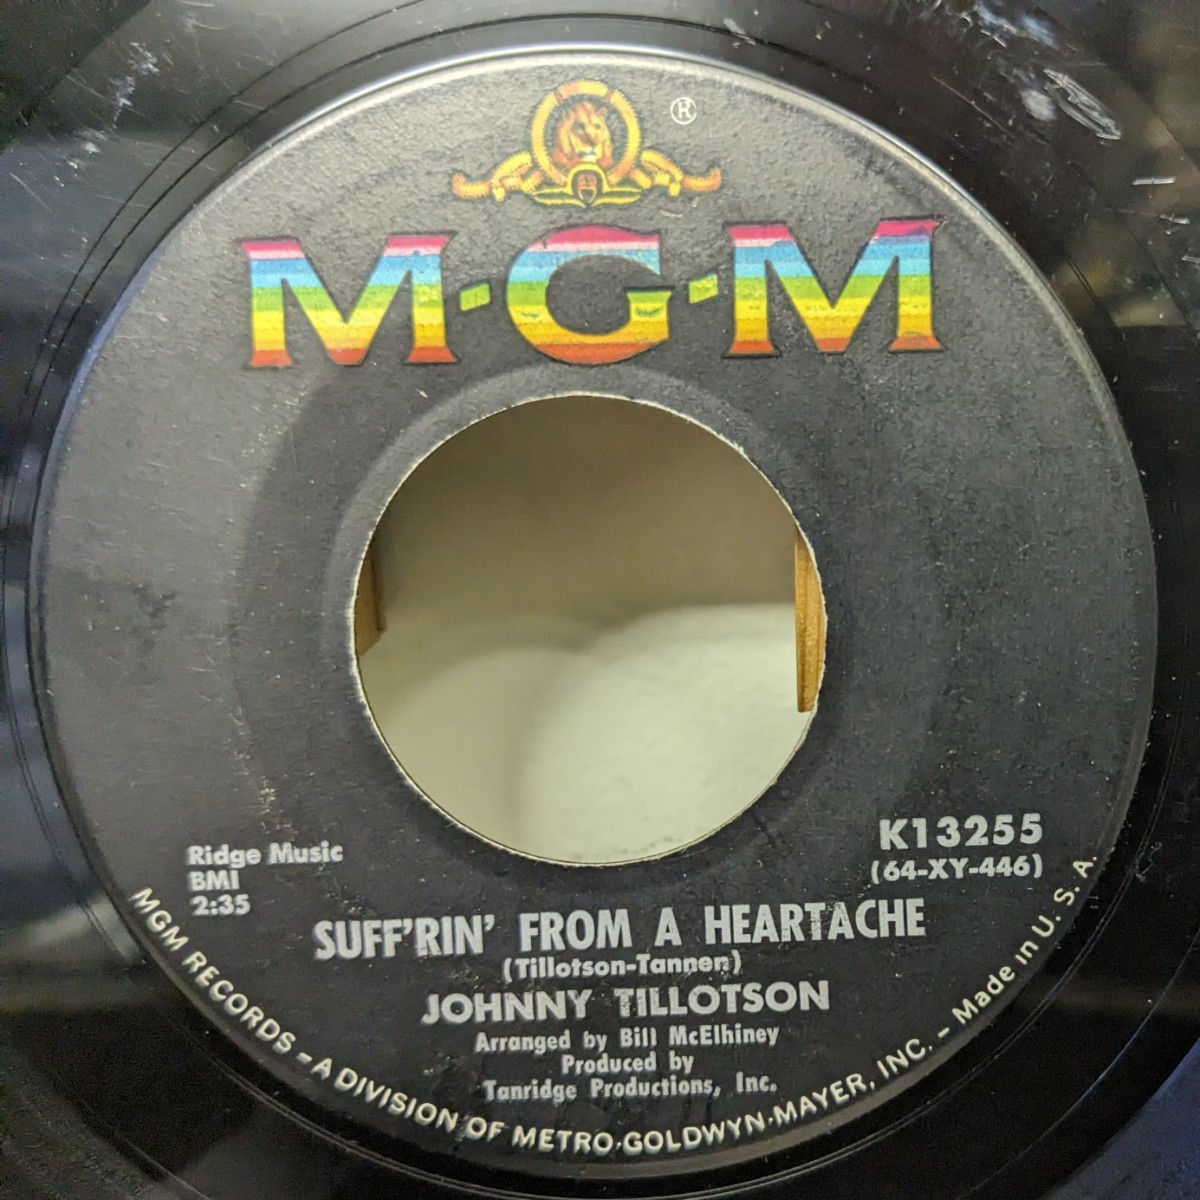 ®
M-G-M
K13255
(64-XY-446)
Ridge Music
BMI
2:35
SUFF'RIN' FROM A HEARTACHE
(Tillotson-Tannen)
JOHNNY TILLOTSON
Arranged by Bill McElhiney
Produced by
Tanridge Productions, Inc.
MGM RECORDS – A DIVISION OF METRO-GOLDWYN-MAYER, INC. – Made in U. S. A.